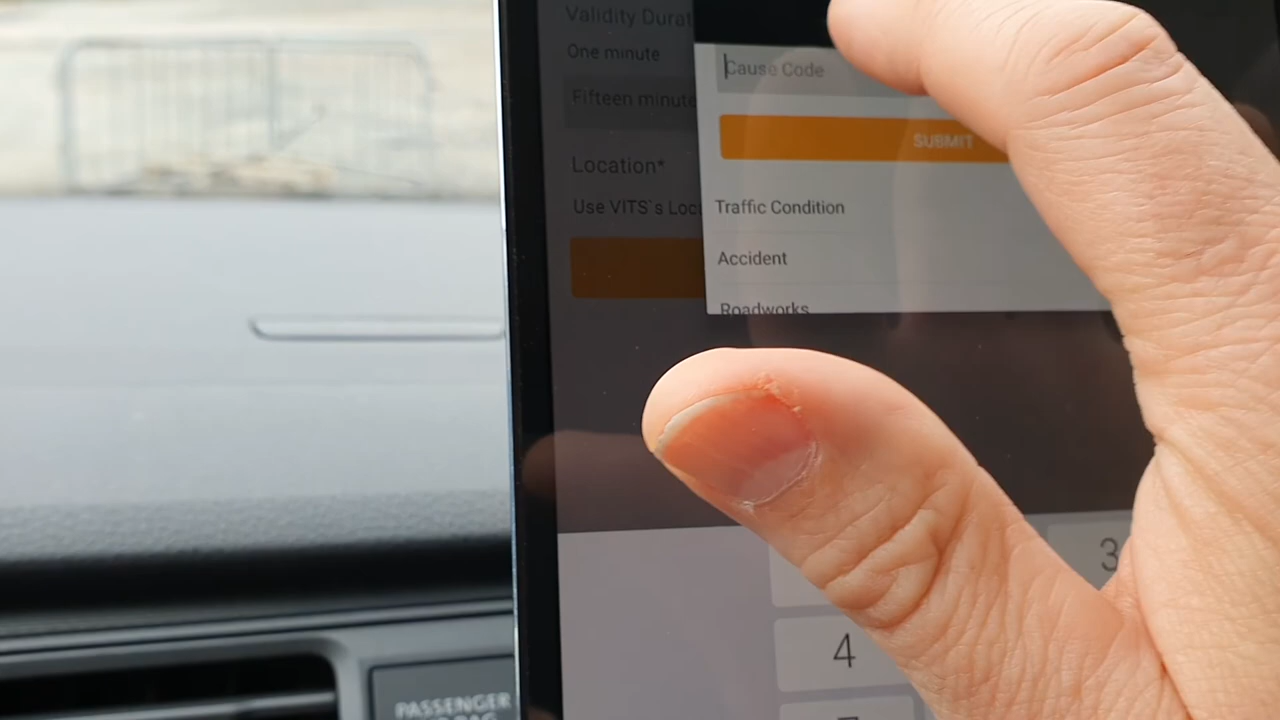 Validity Durat
One minute
Fifteen minute
Location*
Use VITS`s Loc
Cause Code
SUBMIT
Traffic Condition
Accident
Roadworks
3
4
PASSENGER